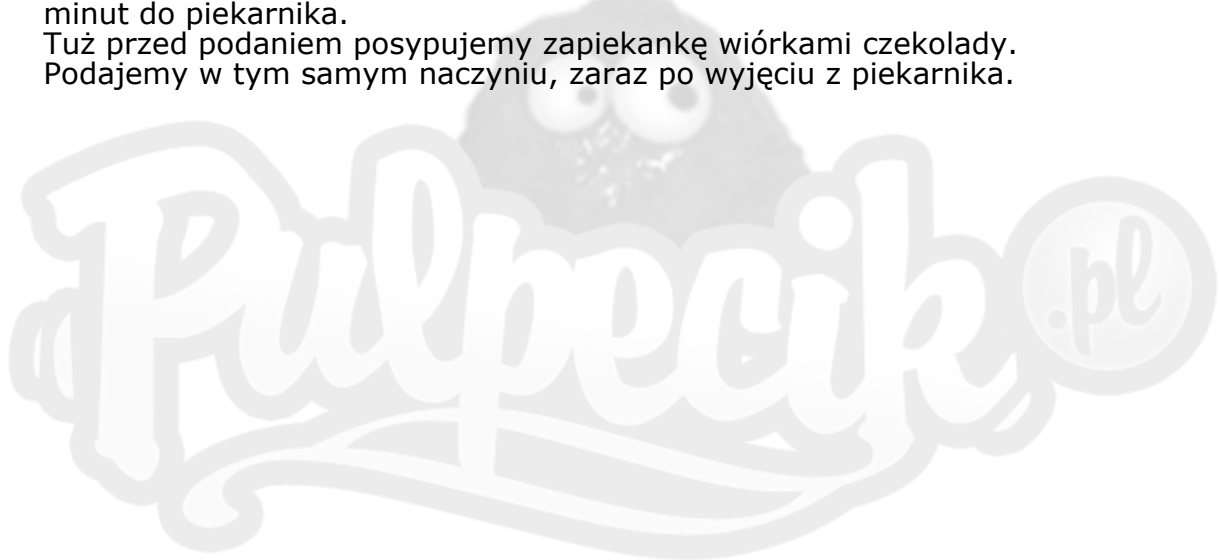 minut do piekarnika.
Tuż przed podaniem posypujemy zapiekankę wiórkami czekolady.
Podajemy w tym samym naczyniu, zaraz po wyjęciu z piekarnika.
Pulpecik.pl